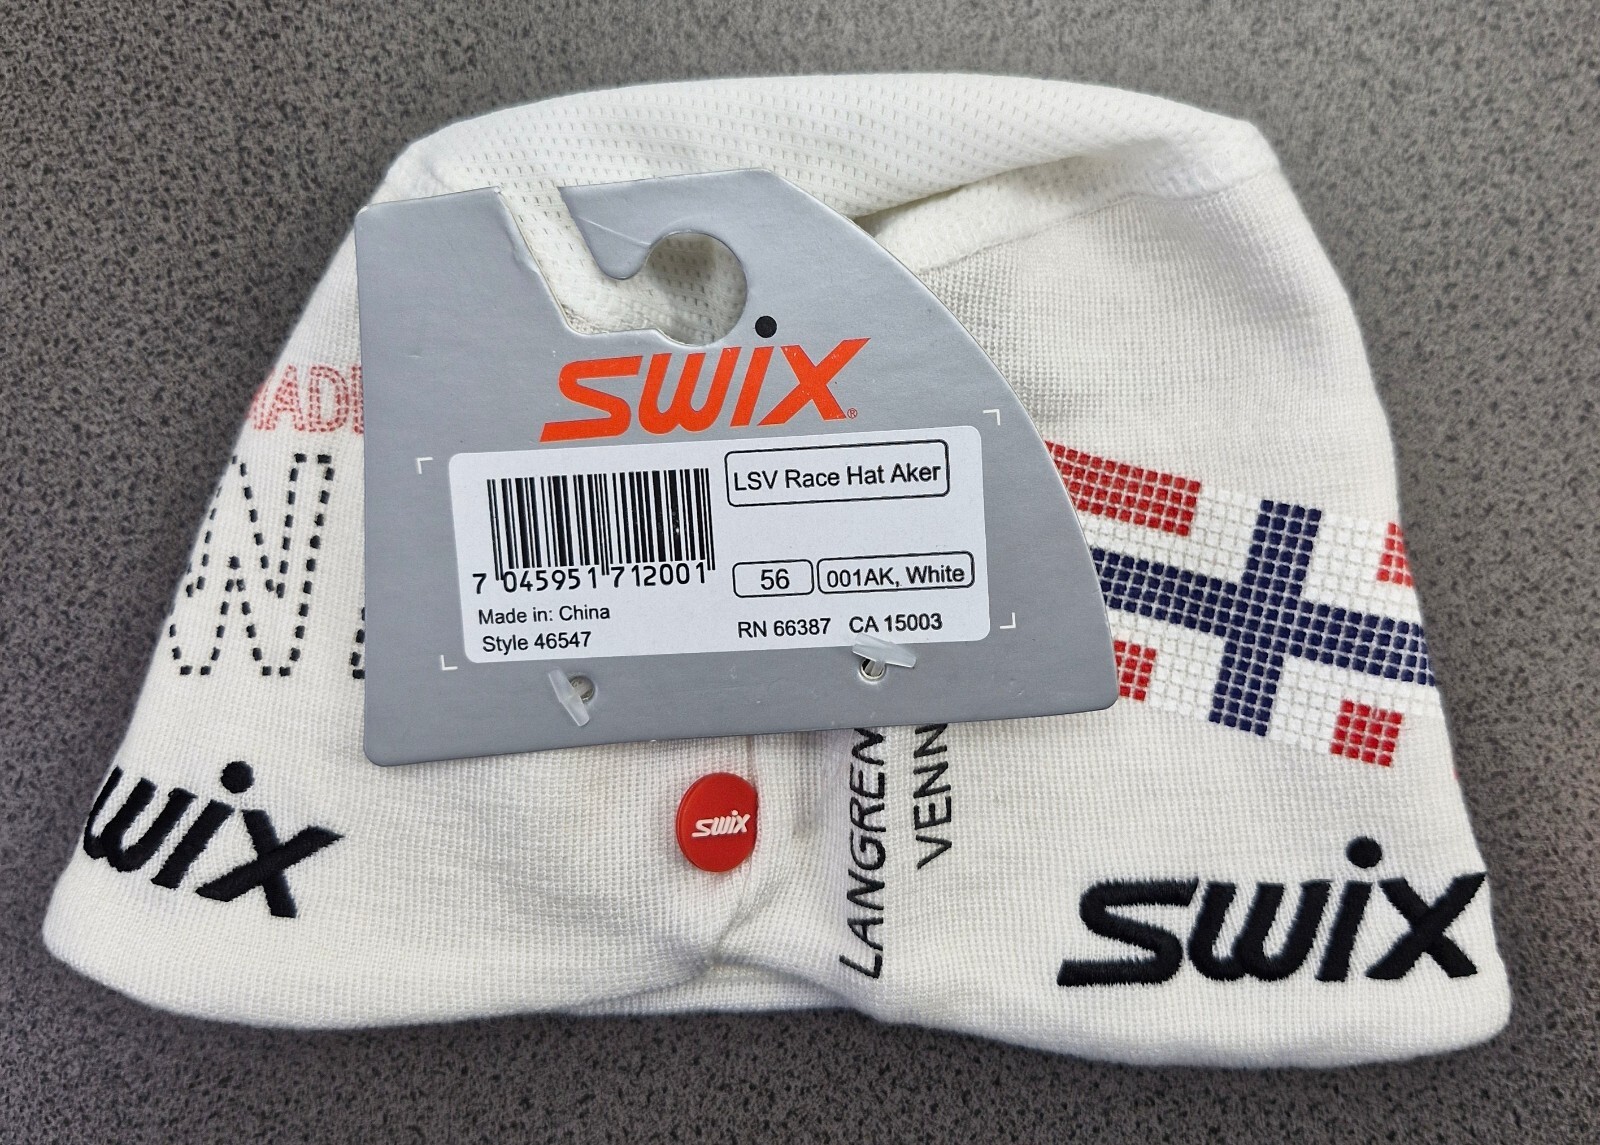 swix®
LSV Race Hat Aker
7 045951 712001
56
001AK, White
Made in: China
Style 46547
RN 66387 CA 15003
swix
LANGREN
VENN
wix
swix